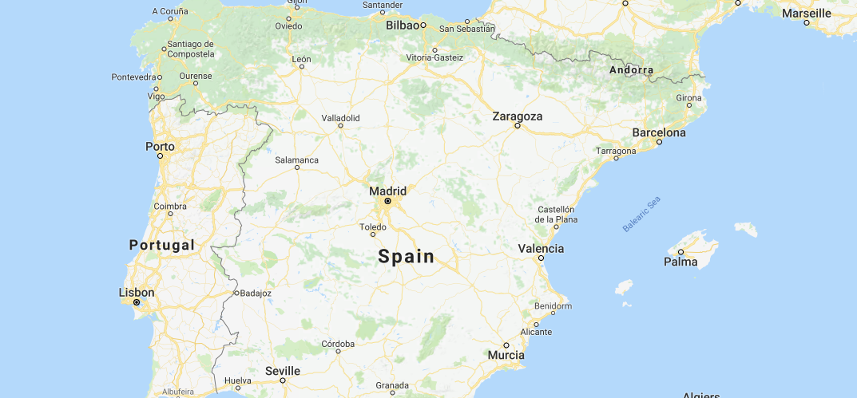 A Coruña
Gijón
Santander
Oviedo
Bilbao
San Sebastián
Marseille
Santiago de
Compostela
León
Vitoria-Gasteiz
Andorra
Pontevedra
Ourense
Vigo
Girona
Valladolid
Zaragoza
Barcelona
Porto
Tarragona
Salamanca
Madrid
Coimbra
Castellón
de la Plana
Balearic Sea
Toledo
Portugal
Spain
Valencia
Palma
Lisbon
Badajoz
Benidorm
Alicante
Córdoba
Murcia
Seville
Huelva
Granada
Albufeira
Algiers